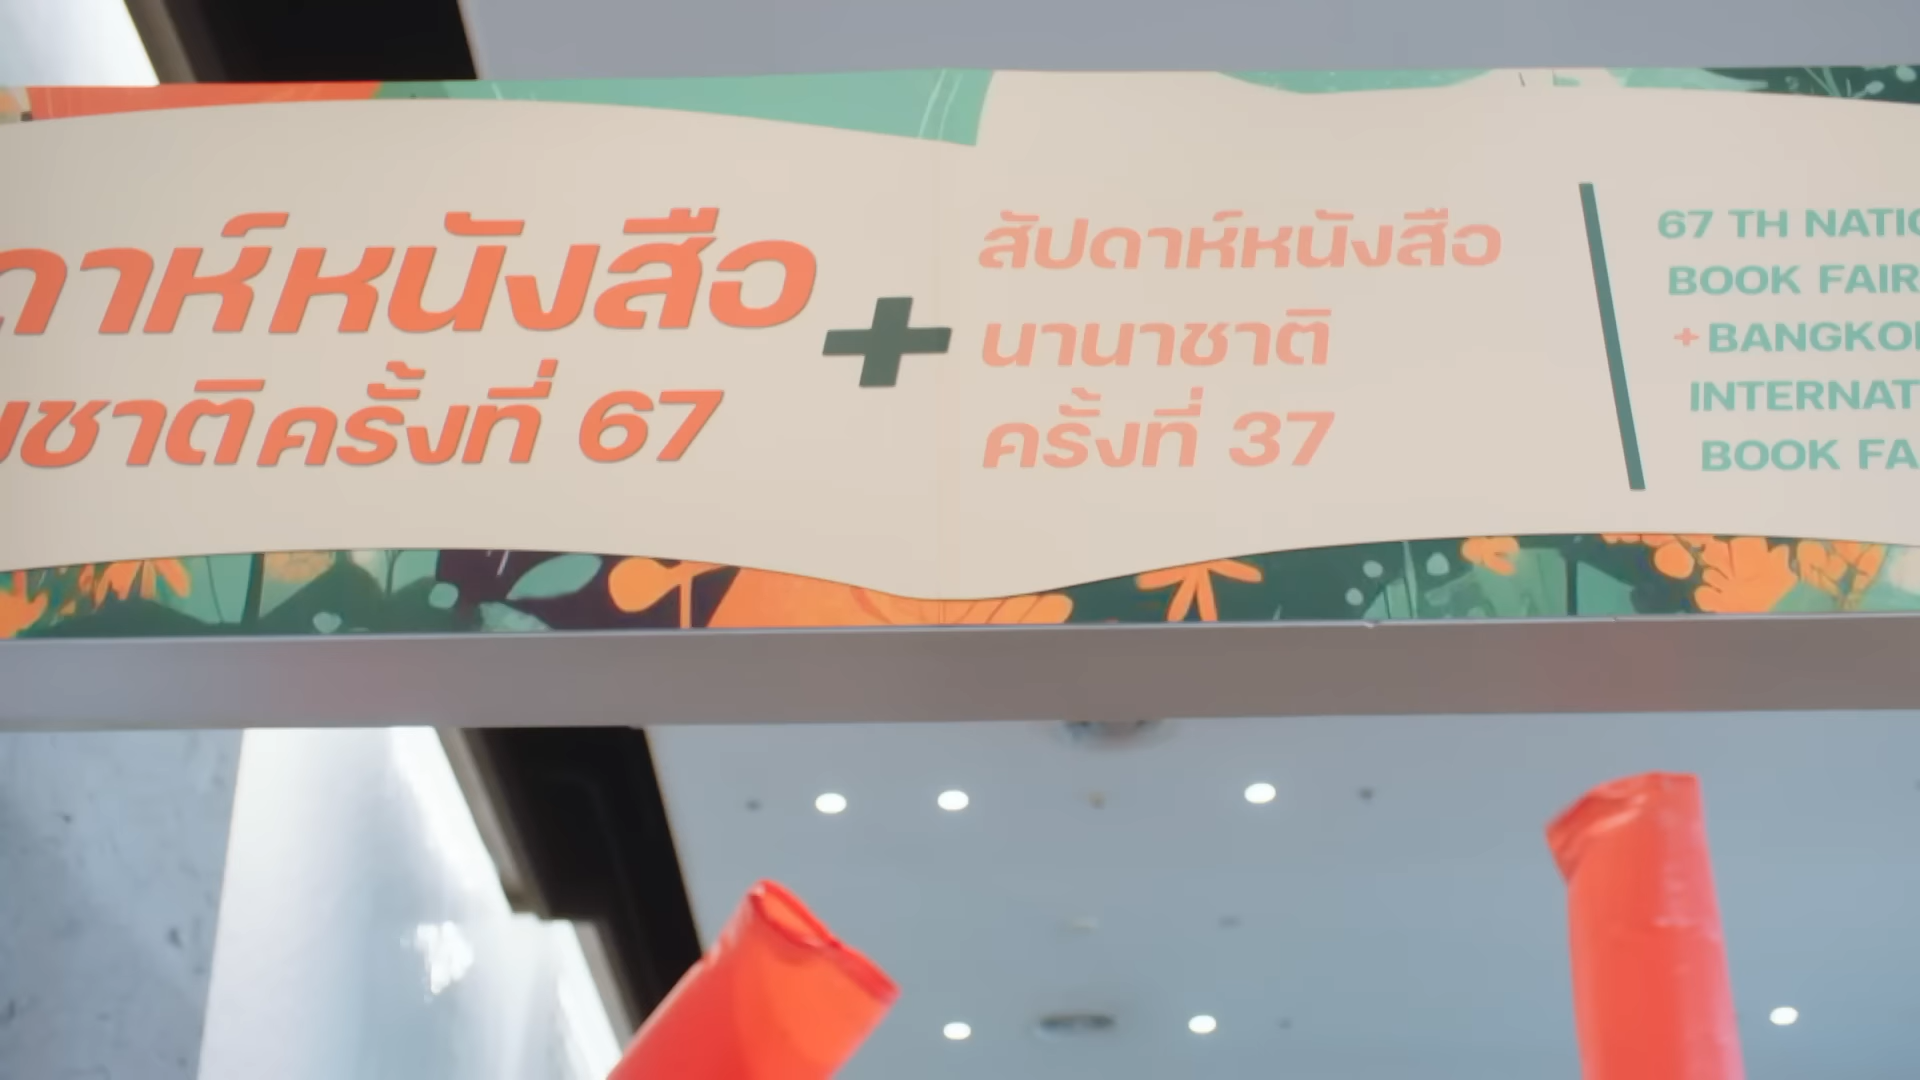 ดาห์หนังสือ
ชาติครั้งที่ 67
+
สัปดาห์หนังสือ
นานาชาติ
ครั้งที่ 37
67 TH NATIO
BOOK FAIR
+BANGKOK
INTERNAT
BOOK FA